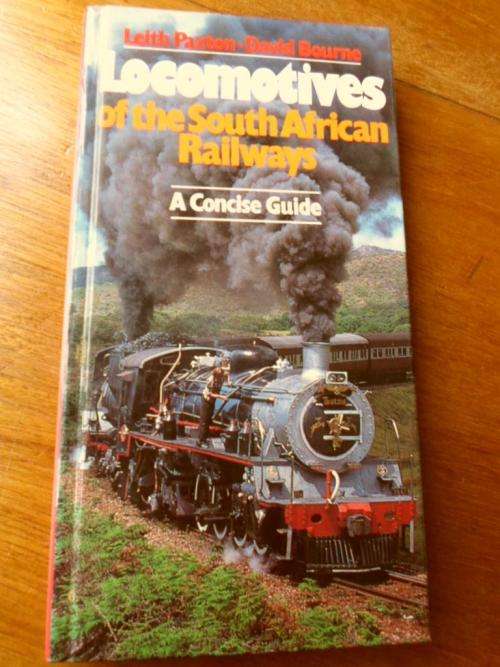 Leith Paxton · David Bourne
Locomotives
of the South African
Railways
A Concise Guide